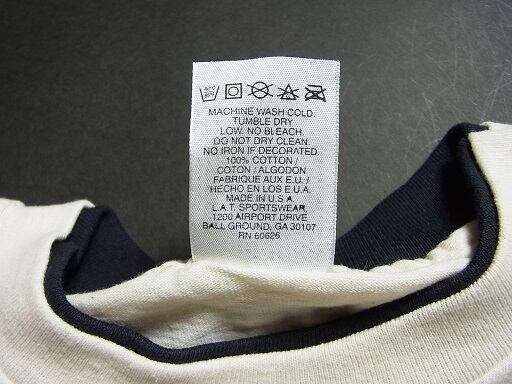 MACHINE WASH COLD.
TUMBLE DRY
LOW. NO BLEACH.
DO NOT DRY CLEAN.
NO IRON IF DECORATED.
100% COTTON /
COTON / ALGODON
FABRIQUE AUX E.U. /
HECHO EN LOS E.U.A.
MADE IN U.S.A.
L.A.T. SPORTSWEAR,
1200 AIRPORT DRIVE
BALL GROUND, GA 30107
RN 60626